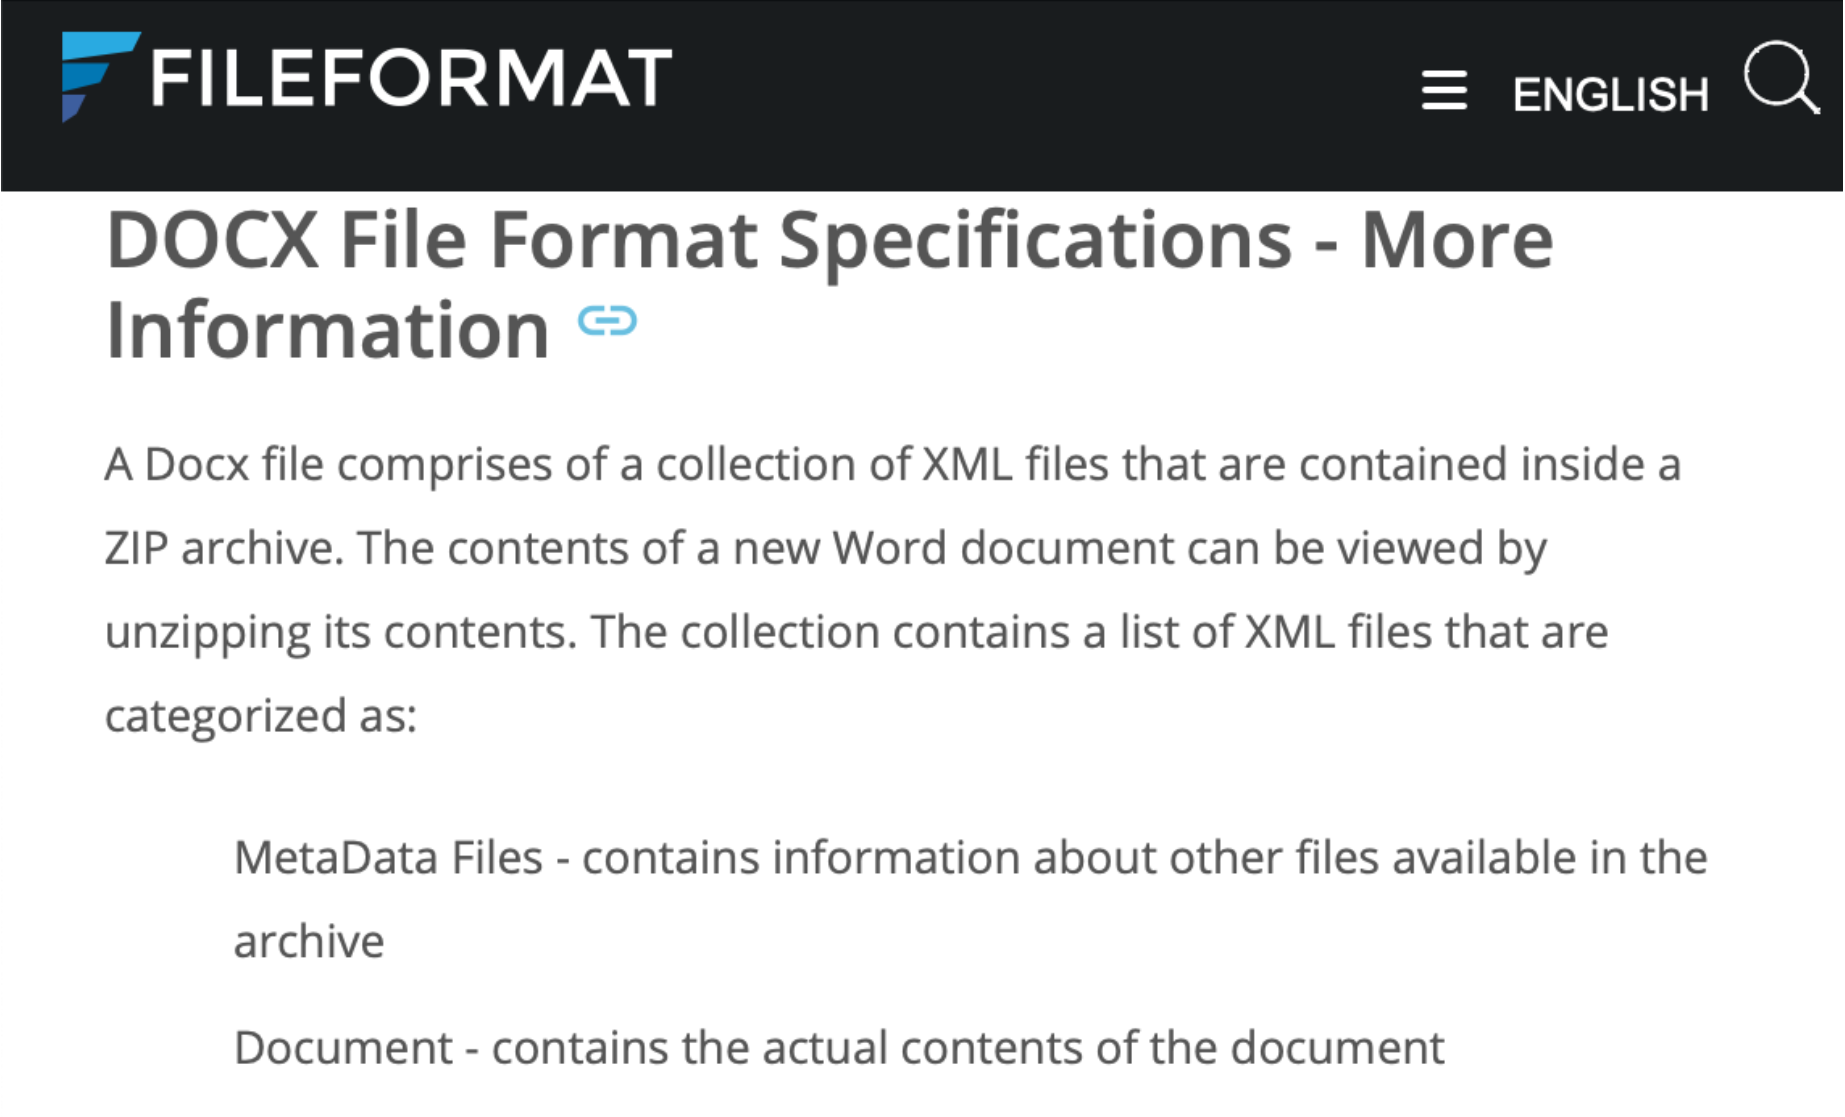 FILEFORMAT
ENGLISH
DOCX File Format Specifications - More
Information
A Docx file comprises of a collection of XML files that are contained inside a
ZIP archive. The contents of a new Word document can be viewed by
unzipping its contents. The collection contains a list of XML files that are
categorized as:
MetaData Files - contains information about other files available in the
archive
Document - contains the actual contents of the document